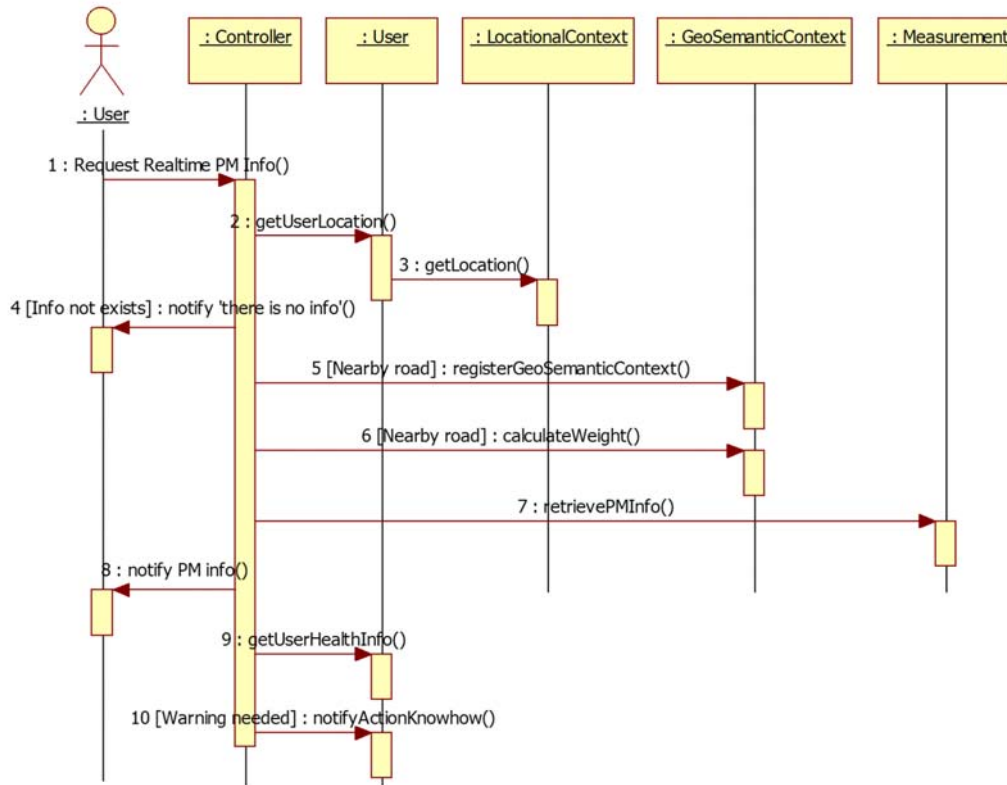 : Controller
: User
: LocationalContext
: GeoSemanticContext
: Measurement
: User
1 : Request Realtime PM Info()
2 : getUserLocation()
3 : getLocation()
4 [Info not exists] : notify 'there is no info'()
5 [Nearby road] : registerGeoSemanticContext()
6 [Nearby road] : calculateWeight()
7 : retrievePMInfo()
8 : notify PM info()
9 : getUserHealthInfo()
10 [Warning needed] : notifyActionKnowhow()